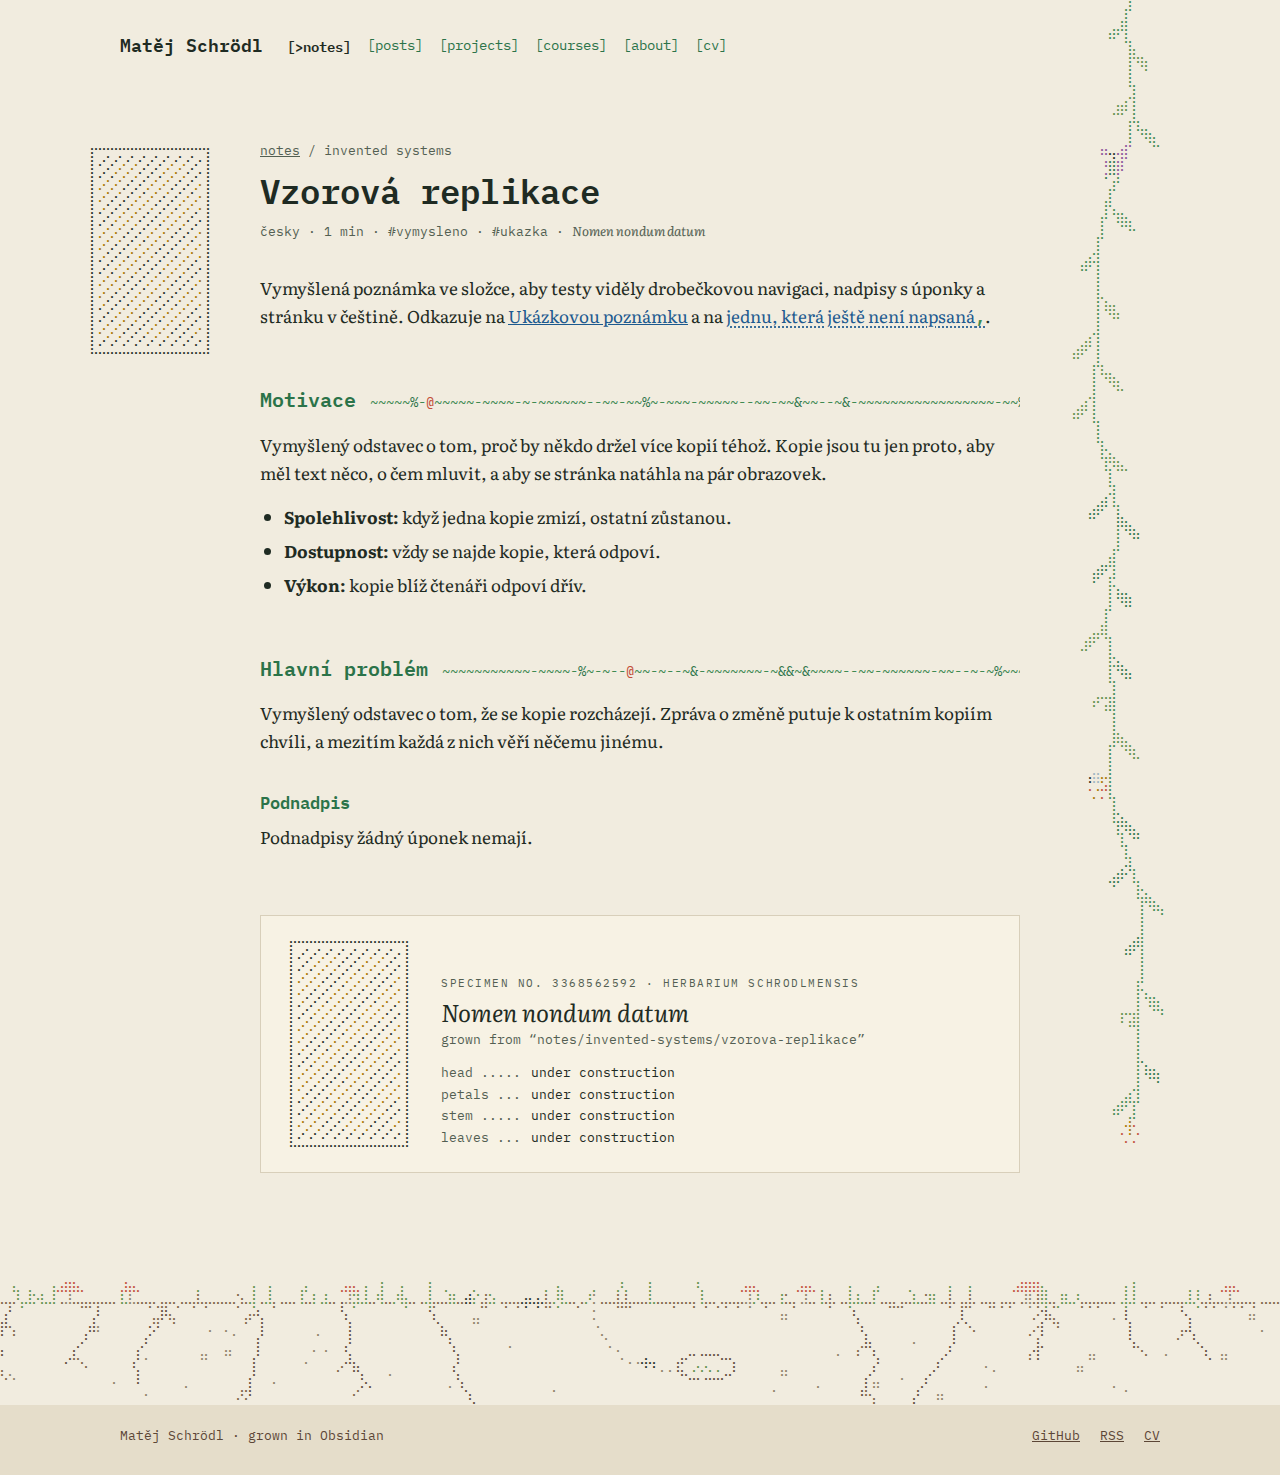 Matěj Schrödl [>notes] [posts] [projects] [courses] [about] [cv]
notes / invented systems
Vzorová replikace
česky · 1 min · #vymysleno · #ukazka · Nomen nondum datum
Vymyšlená poznámka ve složce, aby testy viděly drobečkovou navigaci, nadpisy s úponky a
stránku v češtině. Odkazuje na Ukázkovou poznámku a na jednu, která ještě není napsaná.
Motivace
Vymyšlený odstavec o tom, proč by někdo držel více kopií téhož. Kopie jsou tu jen proto, aby
měl text něco, o čem mluvit, a aby se stránka natáhla na pár obrazovek.
• Spolehlivost: když jedna kopie zmizí, ostatní zůstanou.
• Dostupnost: vždy se najde kopie, která odpoví.
• Výkon: kopie blíž čtenáři odpoví dřív.
Hlavní problém
Vymyšlený odstavec o tom, že se kopie rozcházejí. Zpráva o změně putuje k ostatním kopiím
chvíli, a mezitím každá z nich věří něčemu jinému.
Podnadpis
Podnadpisy žádný úponek nemají.
SPECIMEN NO. 3368562592 · HERBARIUM SCHRODLMENSIS
Nomen nondum datum
grown from “notes/invented-systems/vzorova-replikace”
head ..... under construction
petals ... under construction
stem ..... under construction
leaves ... under construction
Matěj Schrödl · grown in Obsidian
GitHub RSS CV